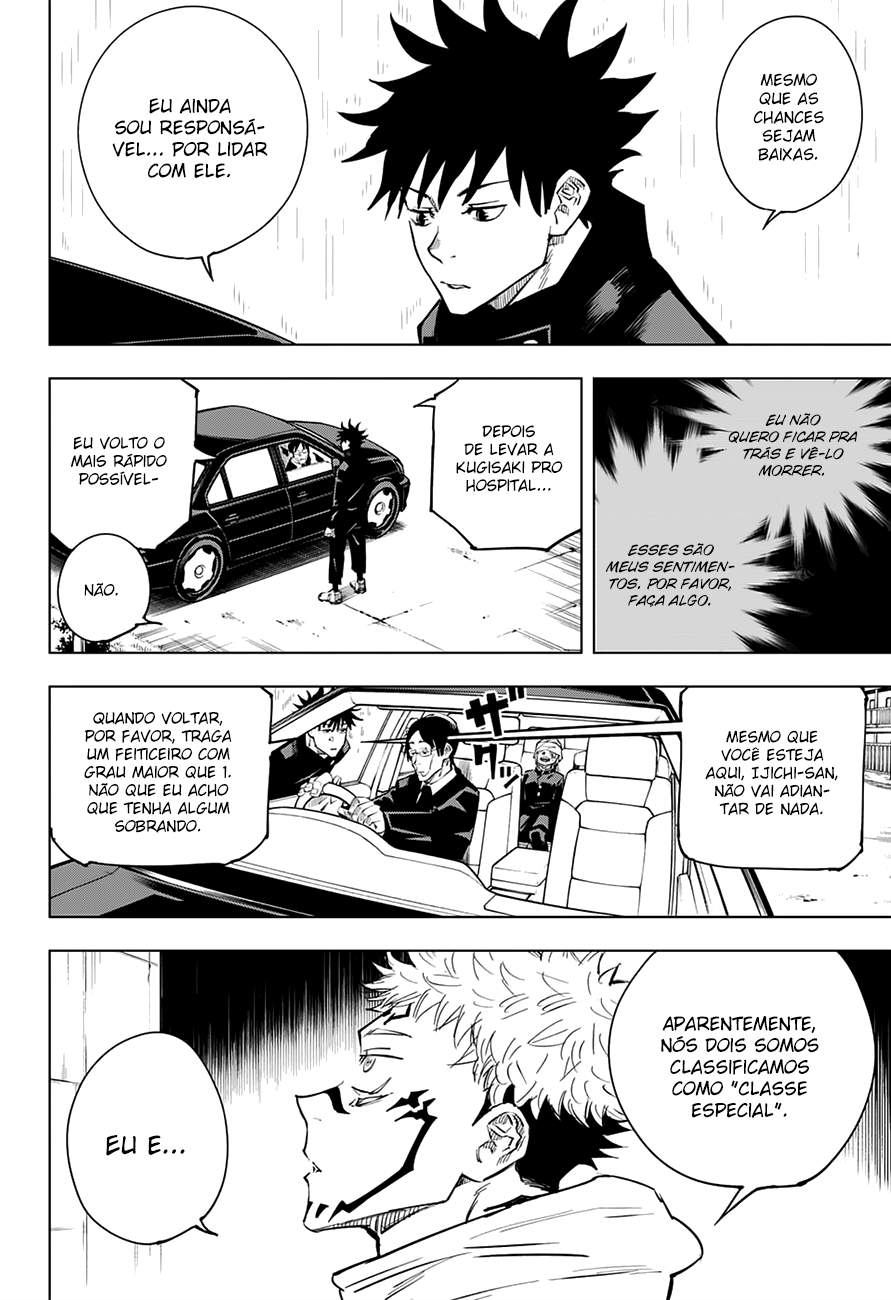 MESMO
QUE AS
CHANCES
SEJAM
BAIXAS.
EU AINDA
SOU RESPONSÁ-
VEL... POR LIDAR
COM ELE.
EU NÃO
QUERO FICAR PRA
TRÁS E VÊ-LO
MORRER.
ESSES SÃO
MEUS SENTIMEN-
TOS. POR FAVOR,
FAÇA ALGO.
DEPOIS
DE LEVAR A
KUGISAKI PRO
HOSPITAL...
EU VOLTO O
MAIS RÁPIDO
POSSÍVEL-
NÃO.
MESMO QUE
VOCÊ ESTEJA
AQUI, IJICHI-SAN,
NÃO VAI ADIAN-
TAR DE NADA.
ザッ
グッ
QUANDO VOLTAR,
POR FAVOR, TRAGA
UM FEITICEIRO COM
GRAU MAIOR QUE 1.
NÃO QUE EU ACHO
QUE TENHA ALGUM
SOBRANDO.
APARENTEMENTE,
NÓS DOIS SOMOS
CLASSIFICAMOS
COMO "CLASSE
ESPECIAL".
EU E...